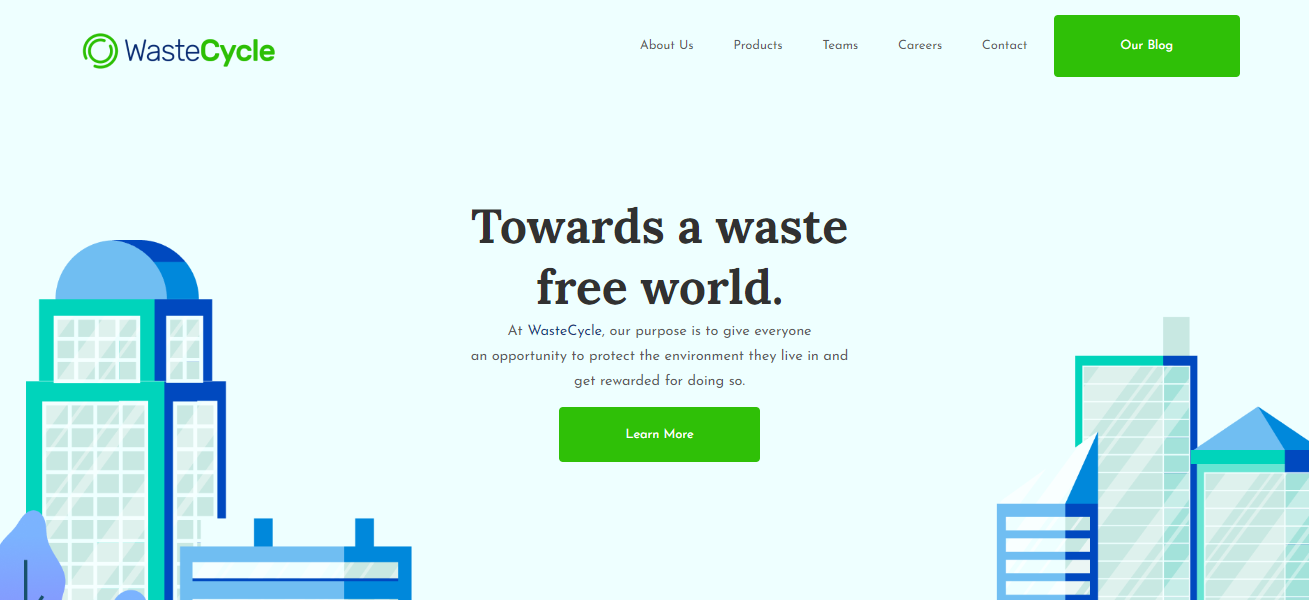 WasteCycle
About Us
Products
Teams
Careers
Contact
Our Blog
Towards a waste
free world.
At WasteCycle, our purpose is to give everyone
an opportunity to protect the environment they live in and
get rewarded for doing so.
Learn More